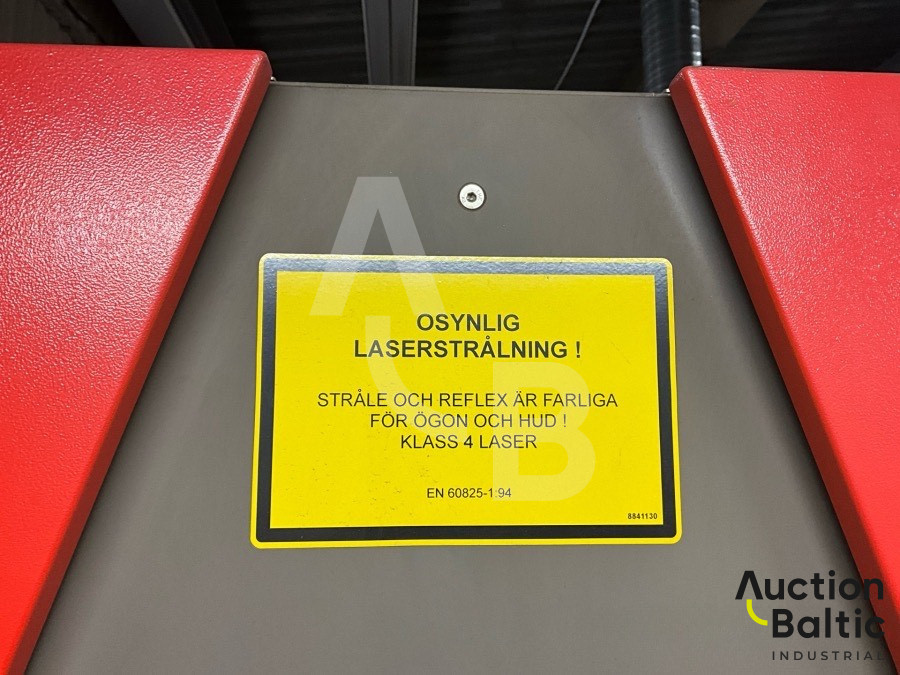 OSYNLIG
LASERSTRÅLNING !
STRÅLE OCH REFLEX ÄR FARLIGA
FÖR ÖGON OCH HUD !
KLASS 4 LASER
EN 60825-1:94
8841130
A
B
Auction
Baltic
INDUSTRIAL